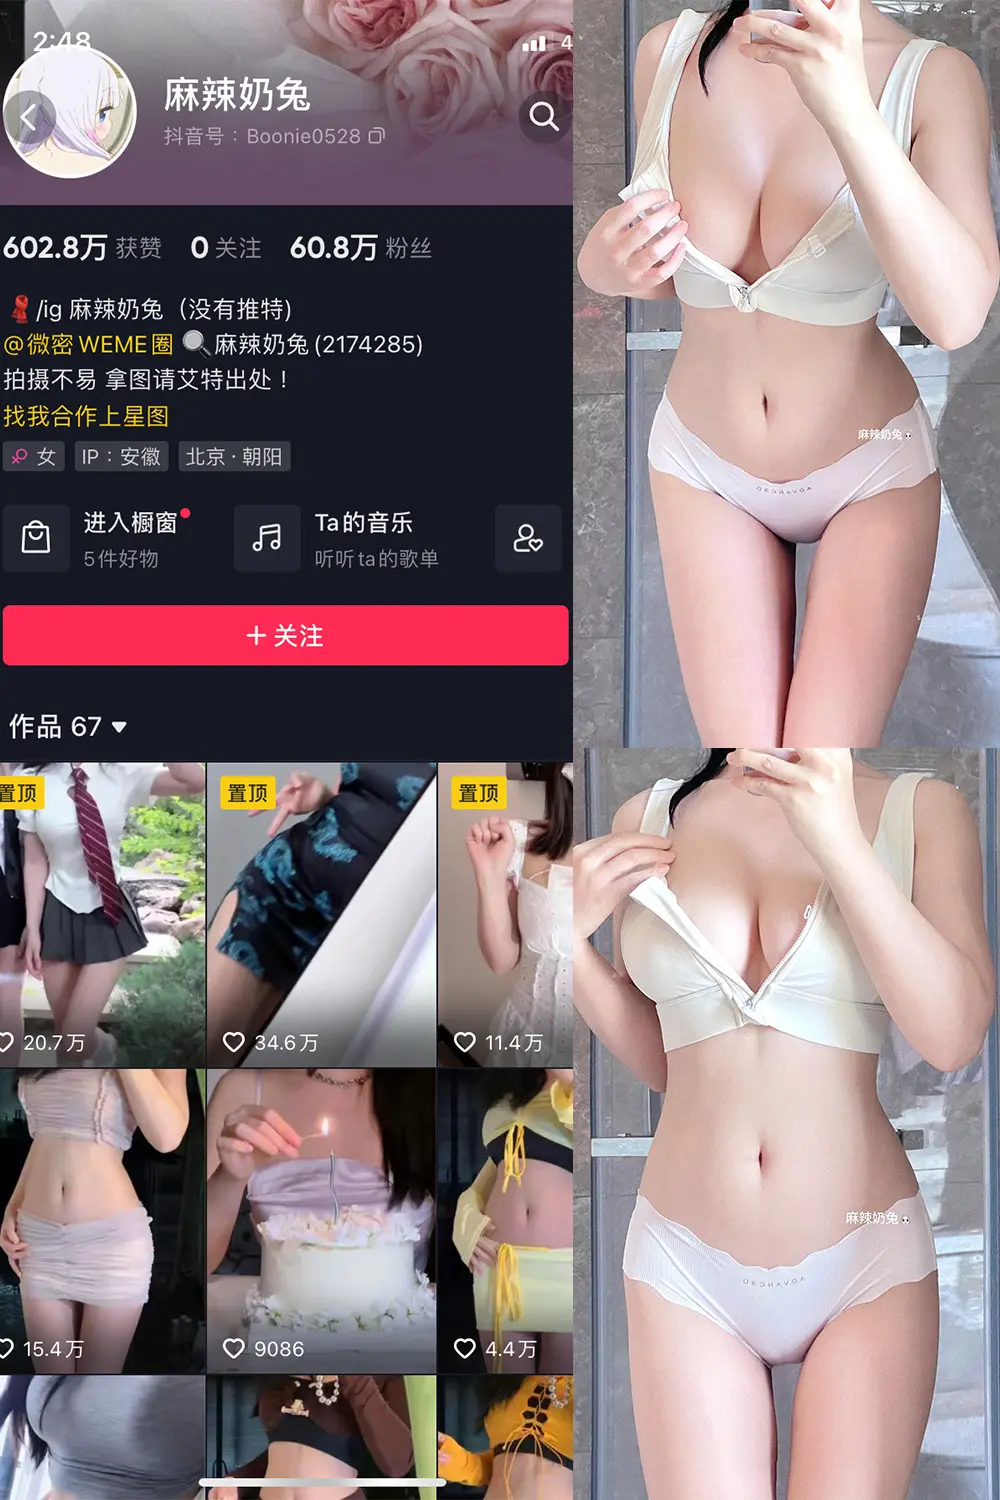 2:48
4
麻辣奶兔
抖音号：Boonie0528
602.8万 获赞 0 关注 60.8万 粉丝
/ig 麻辣奶兔（没有推特)
@微密 WEME圈 麻辣奶兔(2174285)
拍摄不易 拿图请艾特出处！
找我合作上星图
女 IP：安徽 北京·朝阳
进入橱窗
5件好物
Ta的音乐
听听ta的歌单
+ 关注
作品 67
置顶
置顶
置顶
20.7万
34.6万
11.4万
15.4万
9086
4.4万
麻辣奶兔
麻辣奶兔